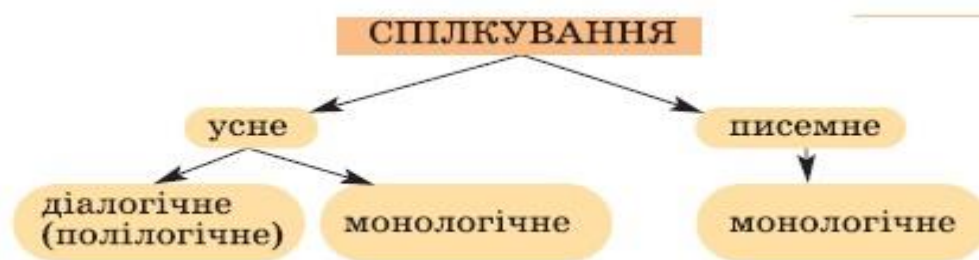 СПІЛКУВАННЯ
усне
писемне
діалогічне
(полілогічне)
монологічне
монологічне